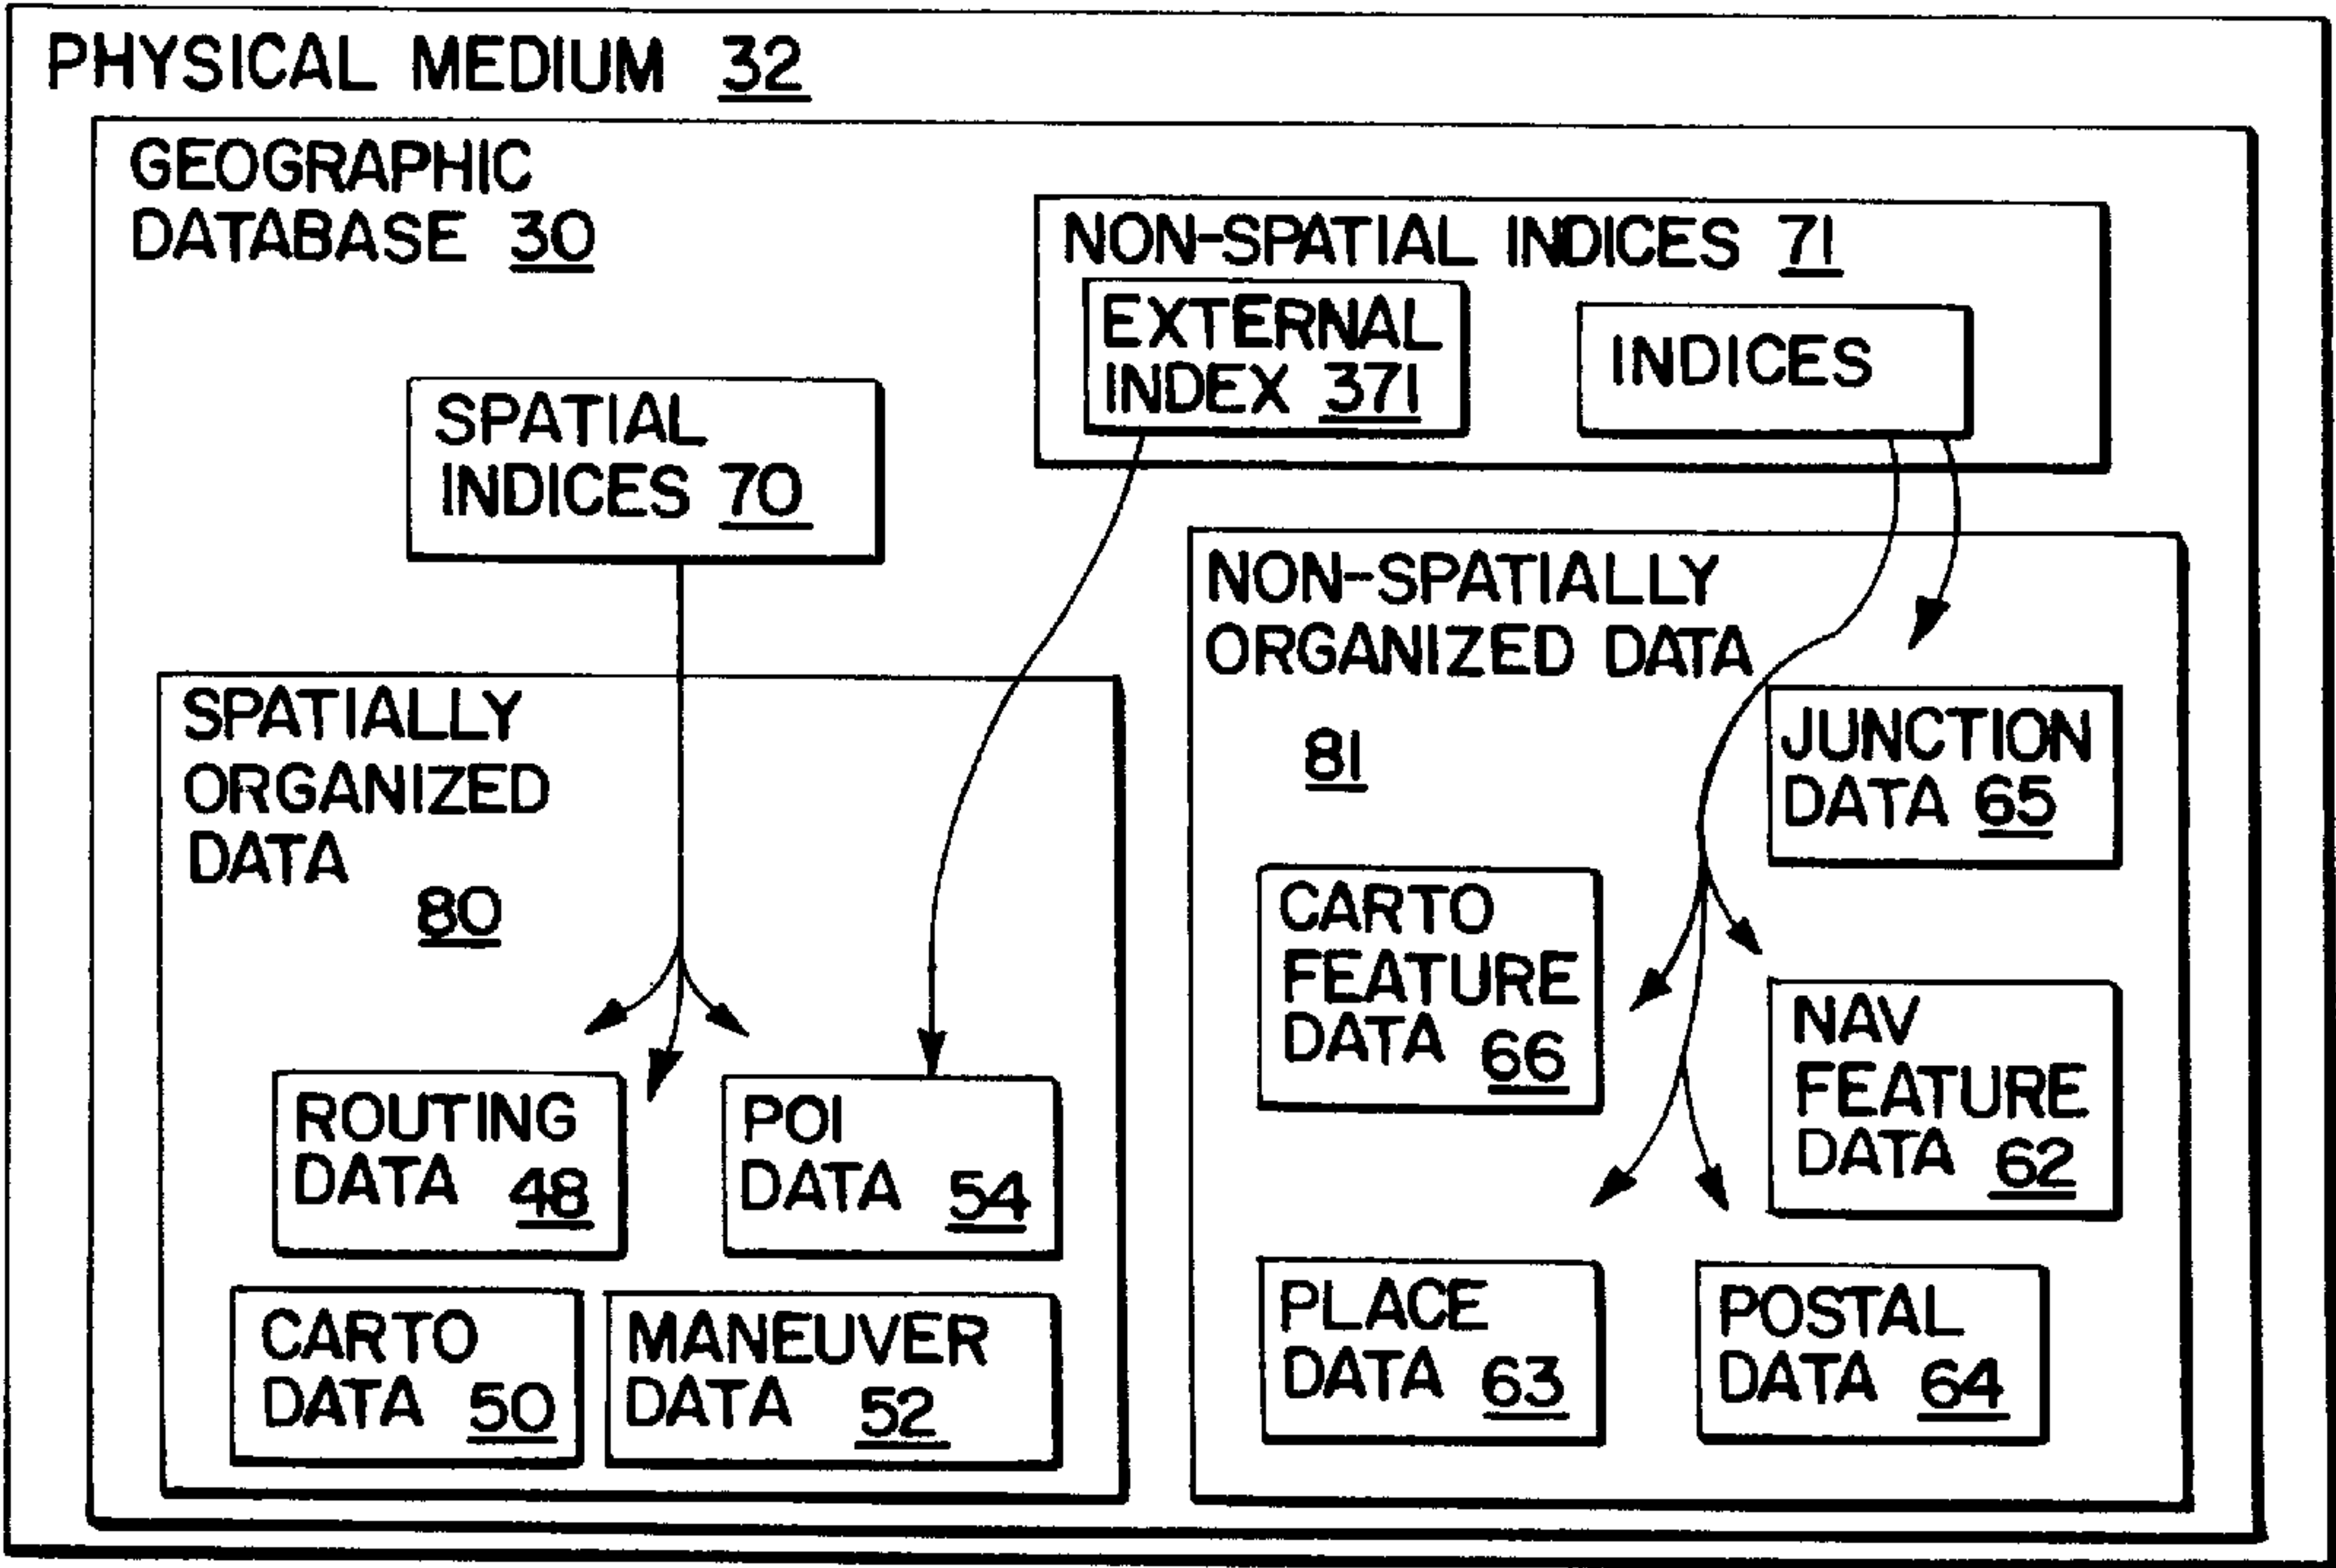 PHYSICAL MEDIUM 32
GEOGRAPHIC
DATABASE 30
NON-SPATIAL INDICES 71
EXTERNAL
INDEX 371
INDICES
SPATIAL
INDICES 70
SPATIALLY
ORGANIZED
DATA
80
ROUTING
DATA 48
POI
DATA 54
CARTO
DATA 50
MANEUVER
DATA 52
NON-SPATIALLY
ORGANIZED DATA
81
JUNCTION
DATA 65
CARTO
FEATURE
DATA 66
NAV
FEATURE
DATA 62
PLACE
DATA 63
POSTAL
DATA 64